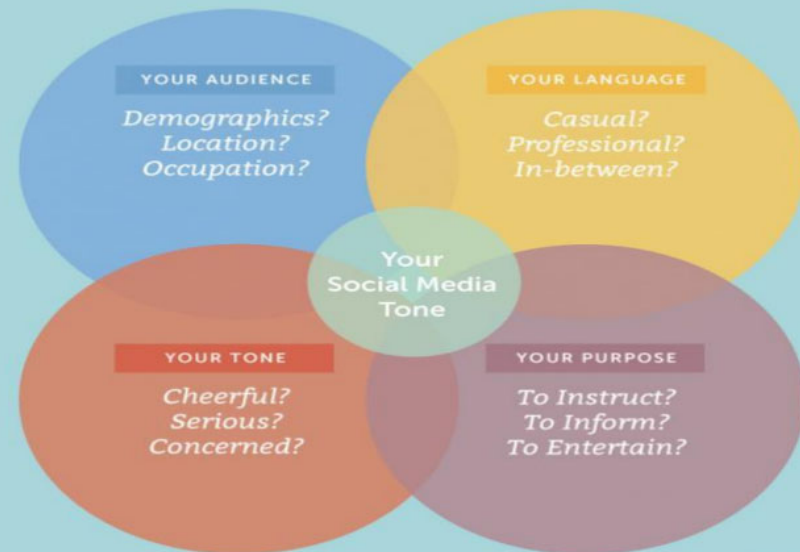 YOUR AUDIENCE
Demographics?
Location?
Occupation?
YOUR LANGUAGE
Casual?
Professional?
In-between?
Your
Social Media
Tone
YOUR TONE
Cheerful?
Serious?
Concerned?
YOUR PURPOSE
To Instruct?
To Inform?
To Entertain?